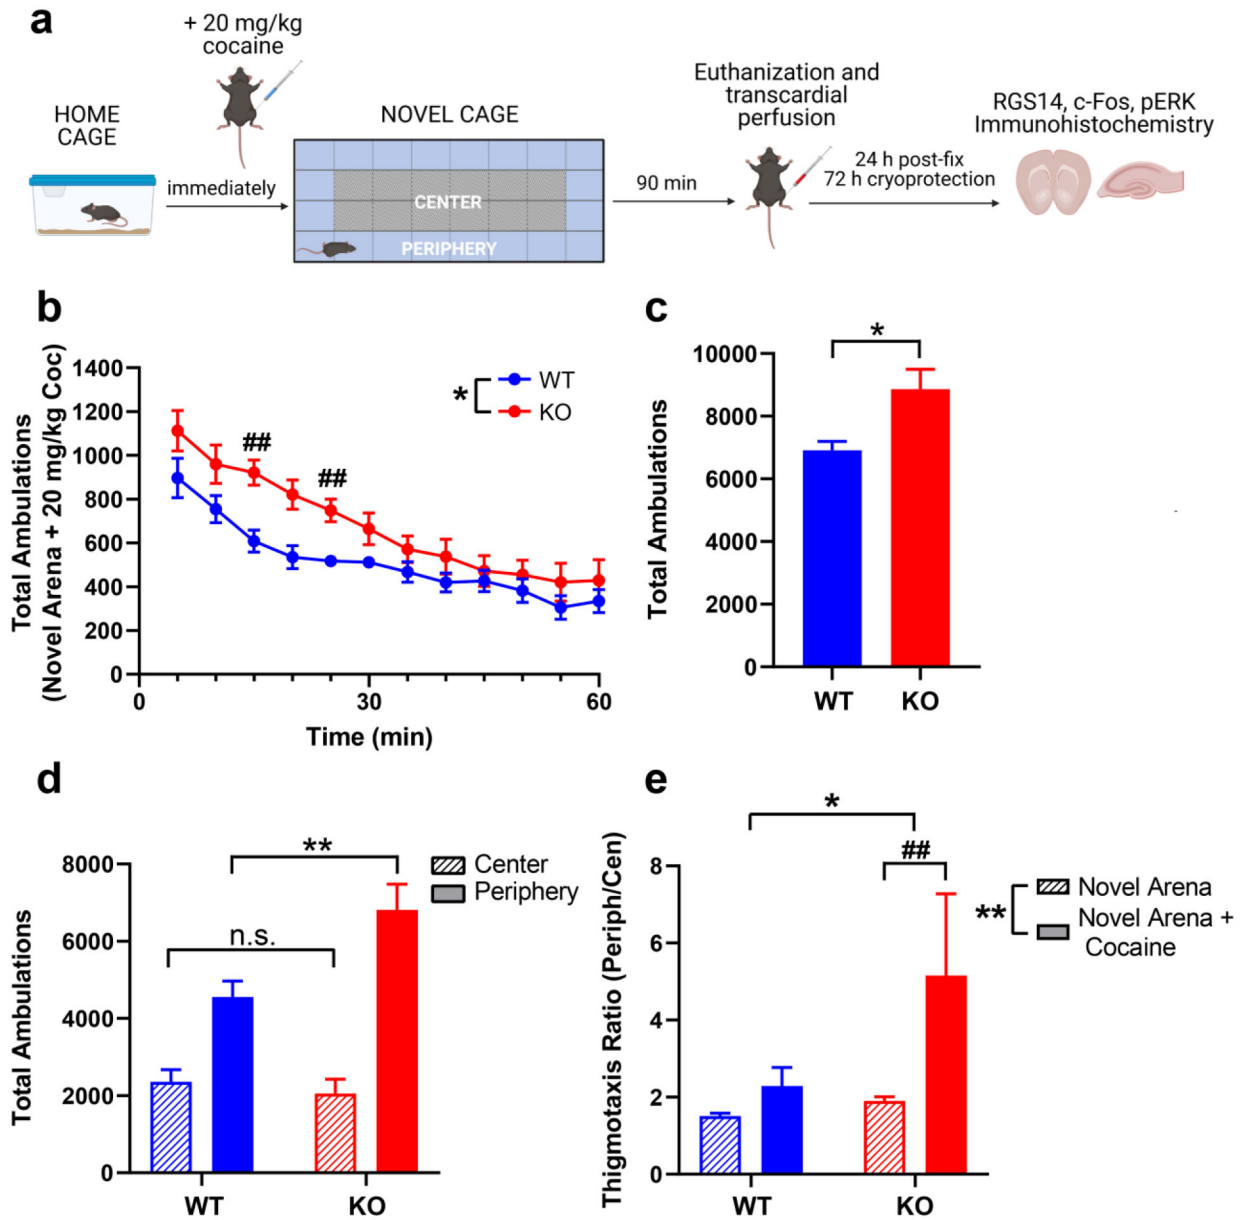 a
+ 20 mg/kg
cocaine
HOME
CAGE
immediately
NOVEL CAGE
CENTER
PERIPHERY
90 min
Euthanization and
transcardial
perfusion
24 h post-fix
72 h cryoprotection
RGS14, c-Fos, pERK
Immunohistochemistry
b
Total Ambulations
(Novel Arena + 20 mg/kg Coc)
1400
1200
1000
800
600
400
200
0
##
##
*
WT
KO
0
30
60
Time (min)
c
Total Ambulations
10000
8000
6000
4000
2000
0
*
WT
KO
d
Total Ambulations
8000
6000
4000
2000
0
**
n.s.
Center
Periphery
WT
KO
e
Thigmotaxis Ratio (Periph/Cen)
8
6
4
2
0
*
##
**
Novel Arena
Novel Arena +
Cocaine
WT
KO